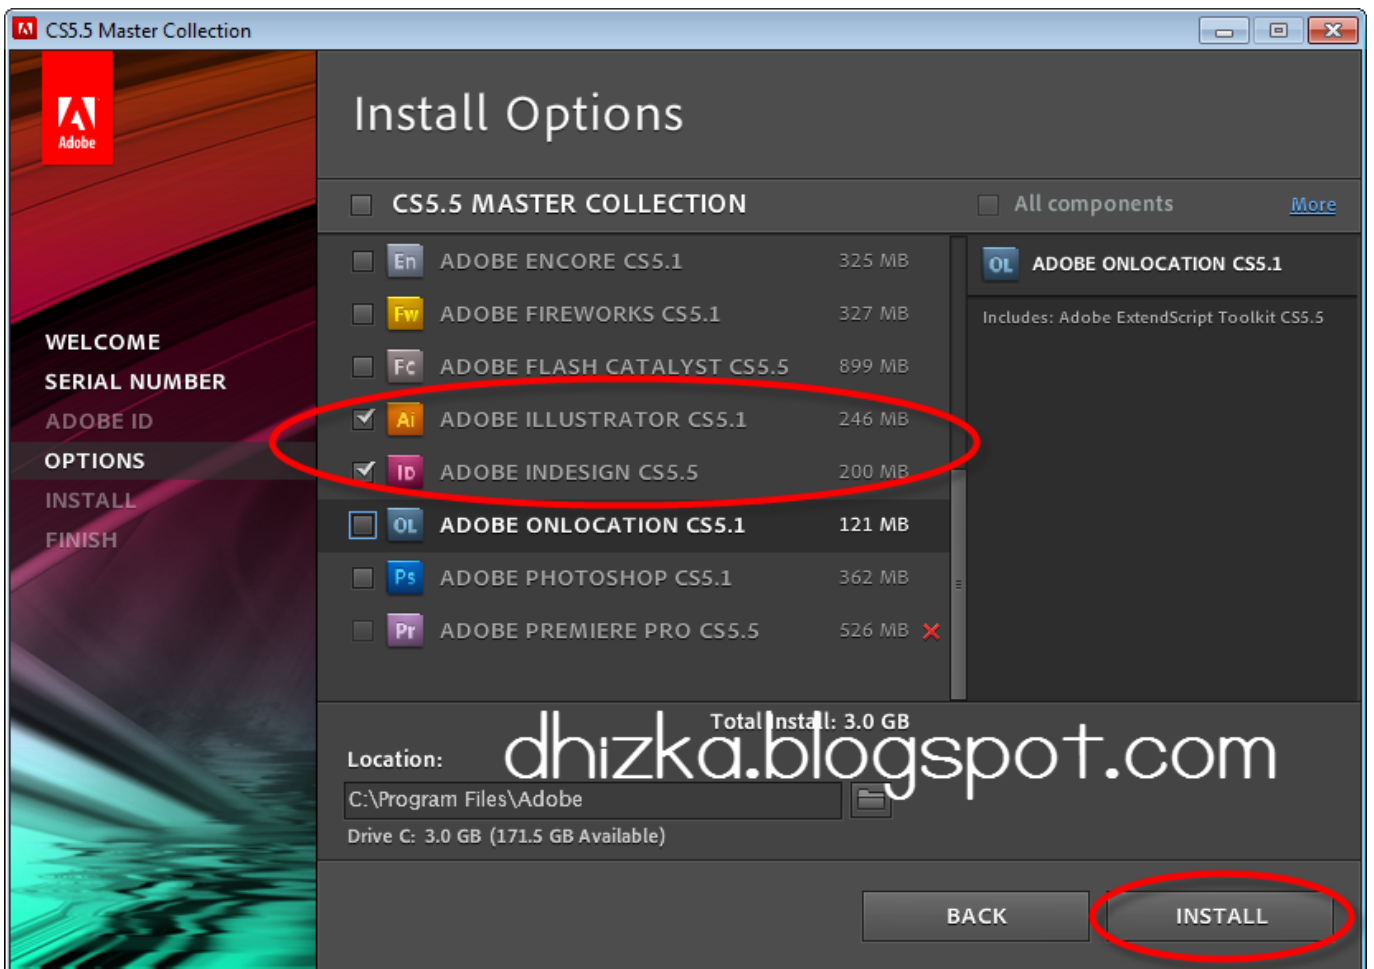 CS5.5 Master Collection
Adobe
Install Options
CS5.5 MASTER COLLECTION
All components
More
En ADOBE ENCORE CS5.1 325 MB
Fw ADOBE FIREWORKS CS5.1 327 MB
Fc ADOBE FLASH CATALYST CS5.5 899 MB
Ai ADOBE ILLUSTRATOR CS5.1 246 MB
ID ADOBE INDESIGN CS5.5 200 MB
OL ADOBE ONLOCATION CS5.1 121 MB
Ps ADOBE PHOTOSHOP CS5.1 362 MB
Pr ADOBE PREMIERE PRO CS5.5 526 MB
OL ADOBE ONLOCATION CS5.1
Includes: Adobe ExtendScript Toolkit CS5.5
WELCOME
SERIAL NUMBER
ADOBE ID
OPTIONS
INSTALL
FINISH
Total Install: 3.0 GB
dhizka.blogspot.com
Location:
C:\Program Files\Adobe
Drive C: 3.0 GB (171.5 GB Available)
BACK
INSTALL